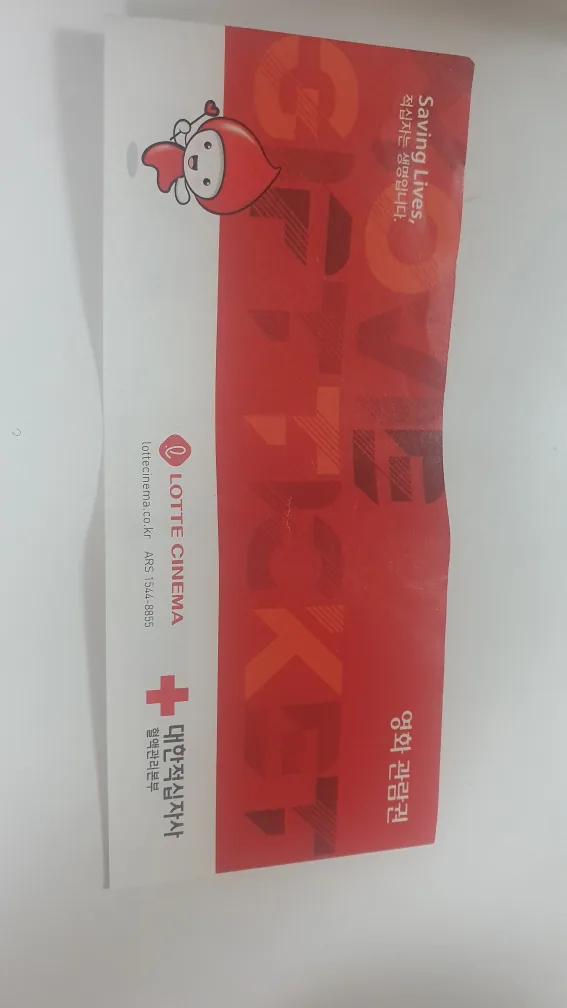 Saving Lives,
적십자는 생명입니다.
영화 관람권
MOVIE
GIFT TICKET
LOTTE CINEMA
lottecinema.co.kr ARS 1544-8855
대한적십자사
혈액관리본부